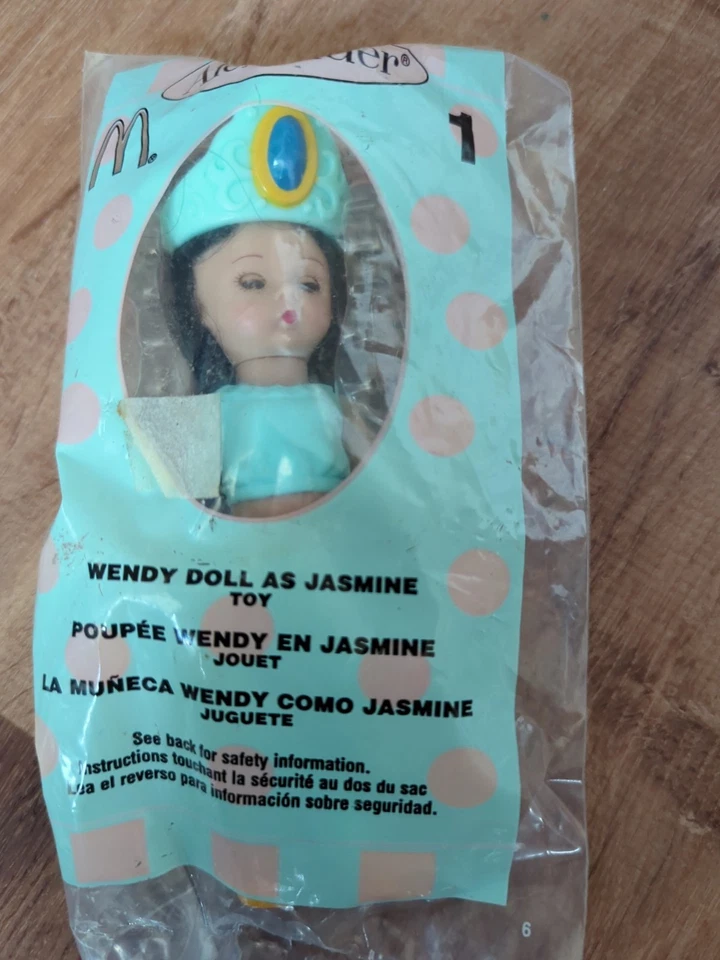 1
WENDY DOLL AS JASMINE
TOY
POUPÉE WENDY EN JASMINE
JOUET
LA MUÑECA WENDY COMO JASMINE
JUGUETE
See back for safety information.
Instructions touchant la sécurité au dos du sac
Lea el reverso para información sobre seguridad.
6